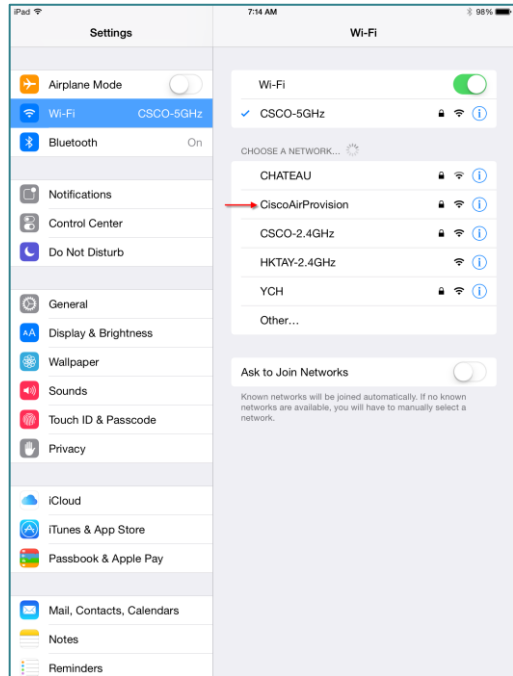 iPad 7:14 AM 98%
Settings
Wi-Fi
Airplane Mode
Wi-Fi CSCO-5GHz
Bluetooth On
Notifications
Control Center
Do Not Disturb
General
Display & Brightness
Wallpaper
Sounds
Touch ID & Passcode
Privacy
iCloud
iTunes & App Store
Passbook & Apple Pay
Mail, Contacts, Calendars
Notes
Reminders
Wi-Fi
CSCO-5GHz
CHOOSE A NETWORK...
CHATEAU
CiscoAirProvision
CSCO-2.4GHz
HKTAY-2.4GHz
YCH
Other...
Ask to Join Networks
Known networks will be joined automatically. If no known
networks are available, you will have to manually select a
network.